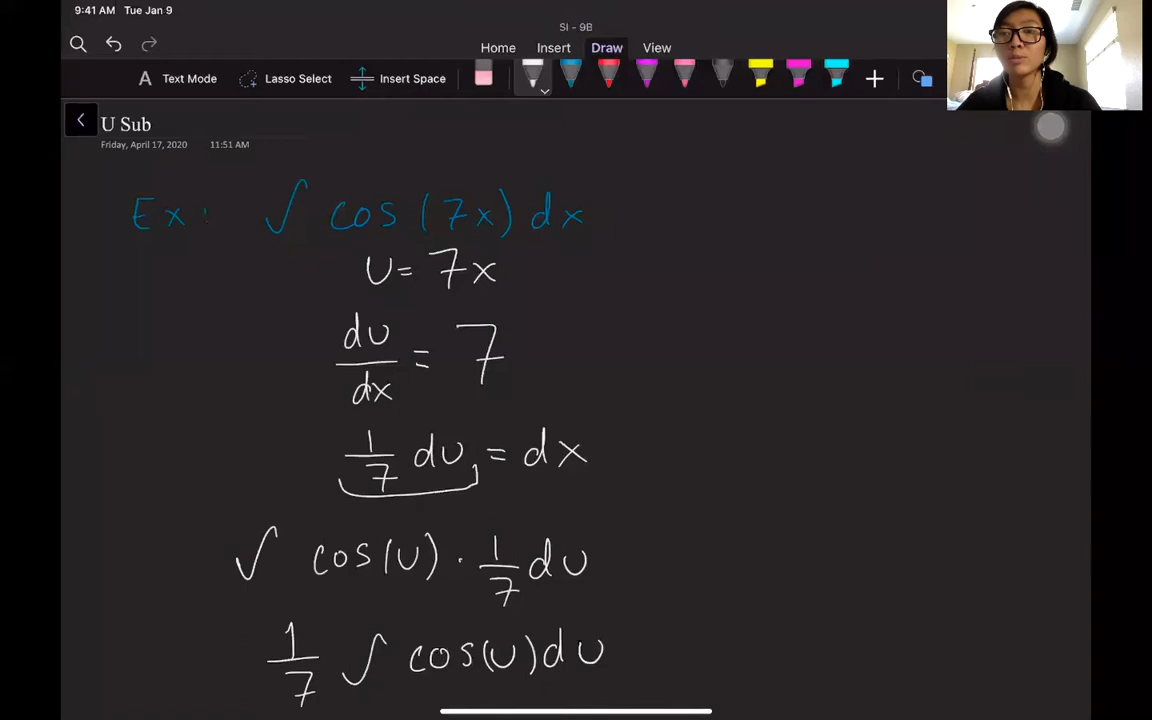 9:41 AM Tue Jan 9
SI - 9B
Home Insert Draw View
Text Mode Lasso Select Insert Space
U Sub
Friday, April 17, 2020 11:51 AM
Ex: ∫ cos(7x) dx
u = 7x
du/dx = 7
1/7 du = dx
∫ cos(u) · 1/7 du
1/7 ∫ cos(u) du